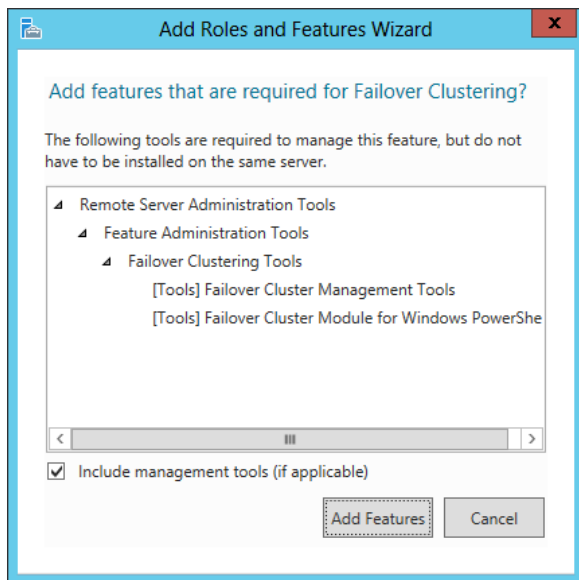 Add Roles and Features Wizard
x
Add features that are required for Failover Clustering?
The following tools are required to manage this feature, but do not
have to be installed on the same server.
Remote Server Administration Tools
Feature Administration Tools
Failover Clustering Tools
[Tools] Failover Cluster Management Tools
[Tools] Failover Cluster Module for Windows PowerShe
Include management tools (if applicable)
Add Features
Cancel